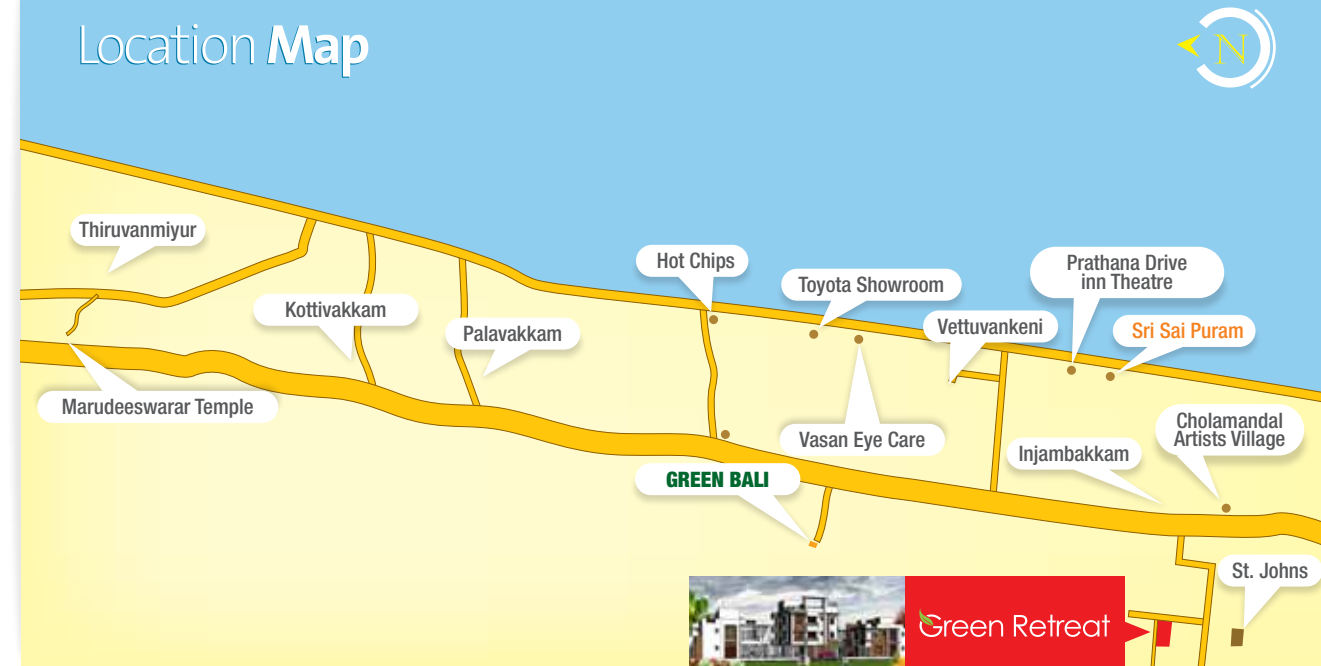 Location Map
N
Thiruvanmiyur
Hot Chips
Prathana Drive
inn Theatre
Toyota Showroom
Kottivakkam
Palavakkam
Vettuvankeni
Sri Sai Puram
Marudeeswarar Temple
Cholamandal
Artists Village
Vasan Eye Care
Injambakkam
GREEN BALI
St. Johns
Green Retreat